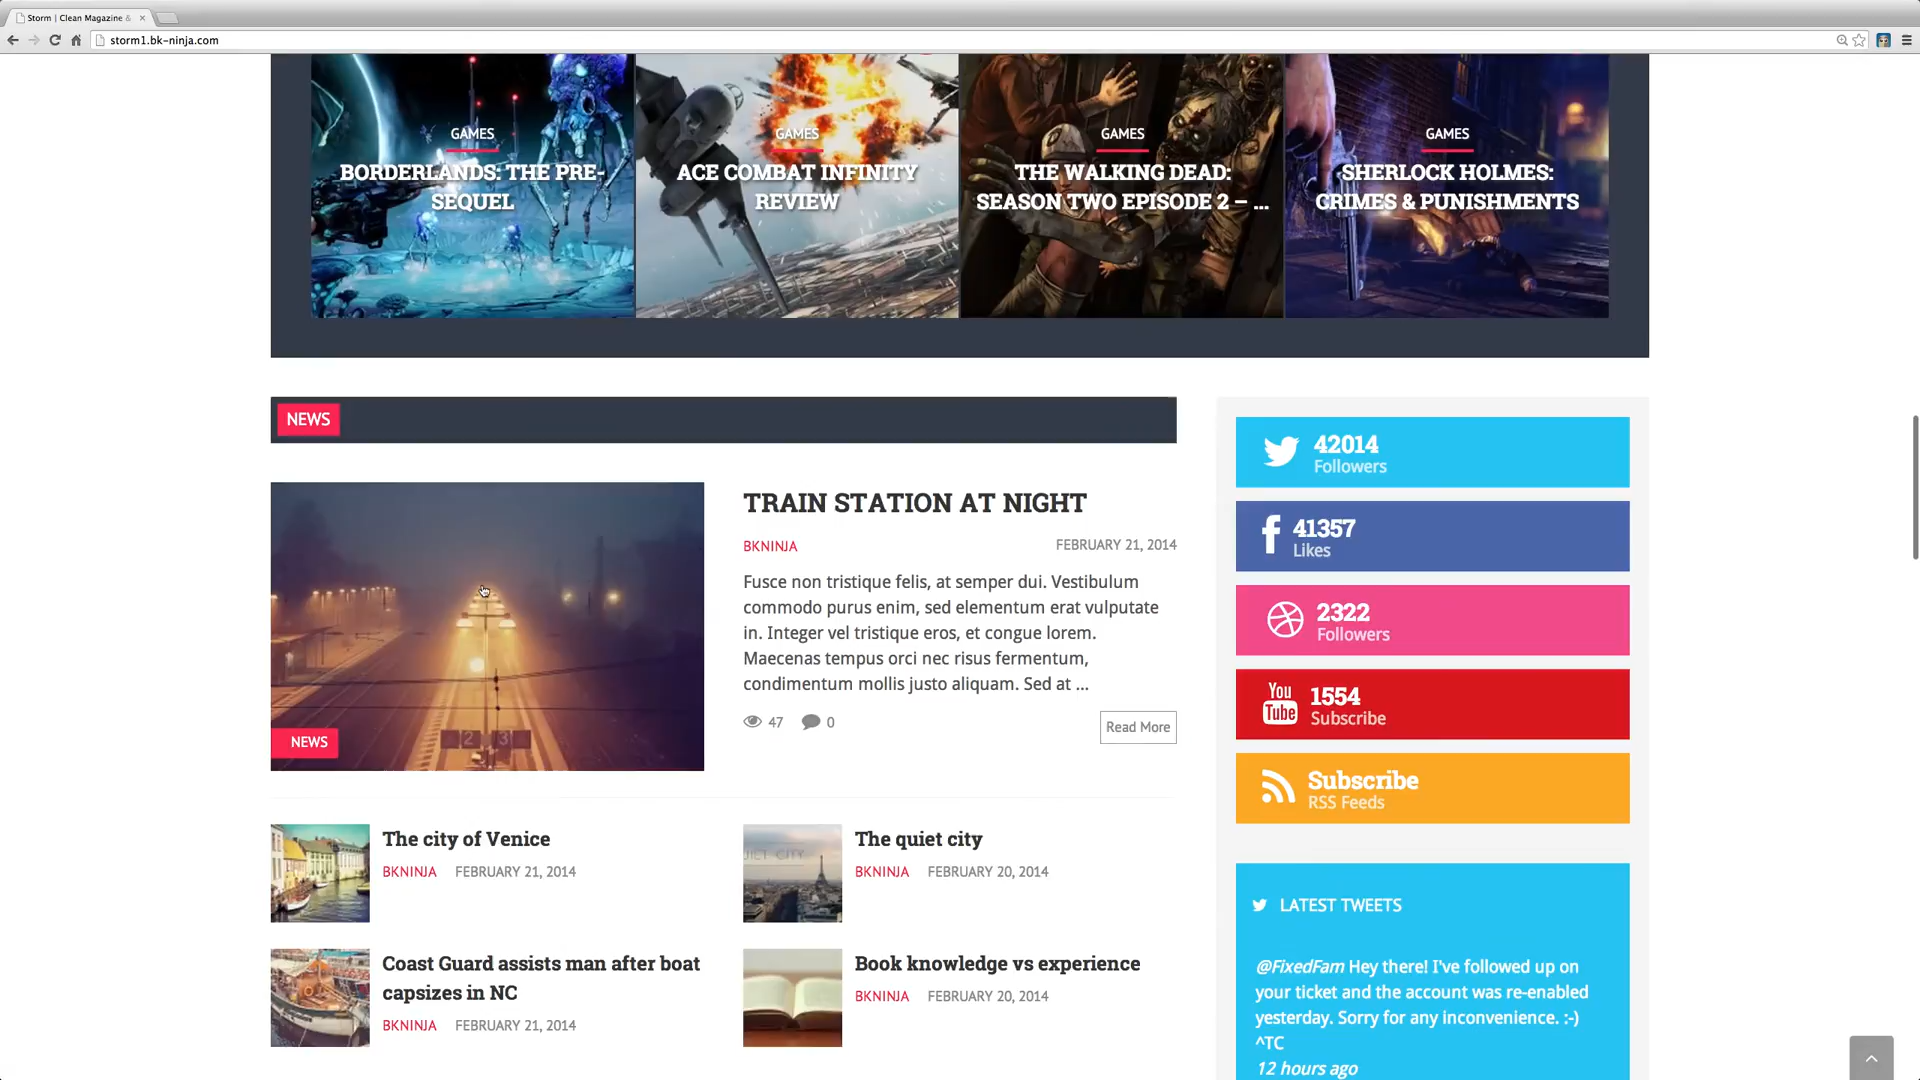 Storm | Clean Magazine &
storm1.bk-ninja.com
GAMES
BORDERLANDS: THE PRE-
SEQUEL
GAMES
ACE COMBAT INFINITY
REVIEW
GAMES
THE WALKING DEAD:
SEASON TWO EPISODE 2 – ...
GAMES
SHERLOCK HOLMES:
CRIMES & PUNISHMENTS
NEWS
NEWS
TRAIN STATION AT NIGHT
BKNINJA
FEBRUARY 21, 2014
Fusce non tristique felis, at semper dui. Vestibulum
commodo purus enim, sed elementum erat vulputate
in. Integer vel tristique eros, et congue lorem.
Maecenas tempus orci nec risus fermentum,
condimentum mollis justo aliquam. Sed at ...
47
0
Read More
2 3
The city of Venice
BKNINJA FEBRUARY 21, 2014
The quiet city
BKNINJA FEBRUARY 20, 2014
QUIET CITY
Coast Guard assists man after boat
capsizes in NC
BKNINJA FEBRUARY 21, 2014
Book knowledge vs experience
BKNINJA FEBRUARY 20, 2014
42014
Followers
41357
Likes
2322
Followers
You
Tube
1554
Subscribe
Subscribe
RSS Feeds
LATEST TWEETS
@FixedFam Hey there! I've followed up on
your ticket and the account was re-enabled
yesterday. Sorry for any inconvenience. :-)
^TC
12 hours ago